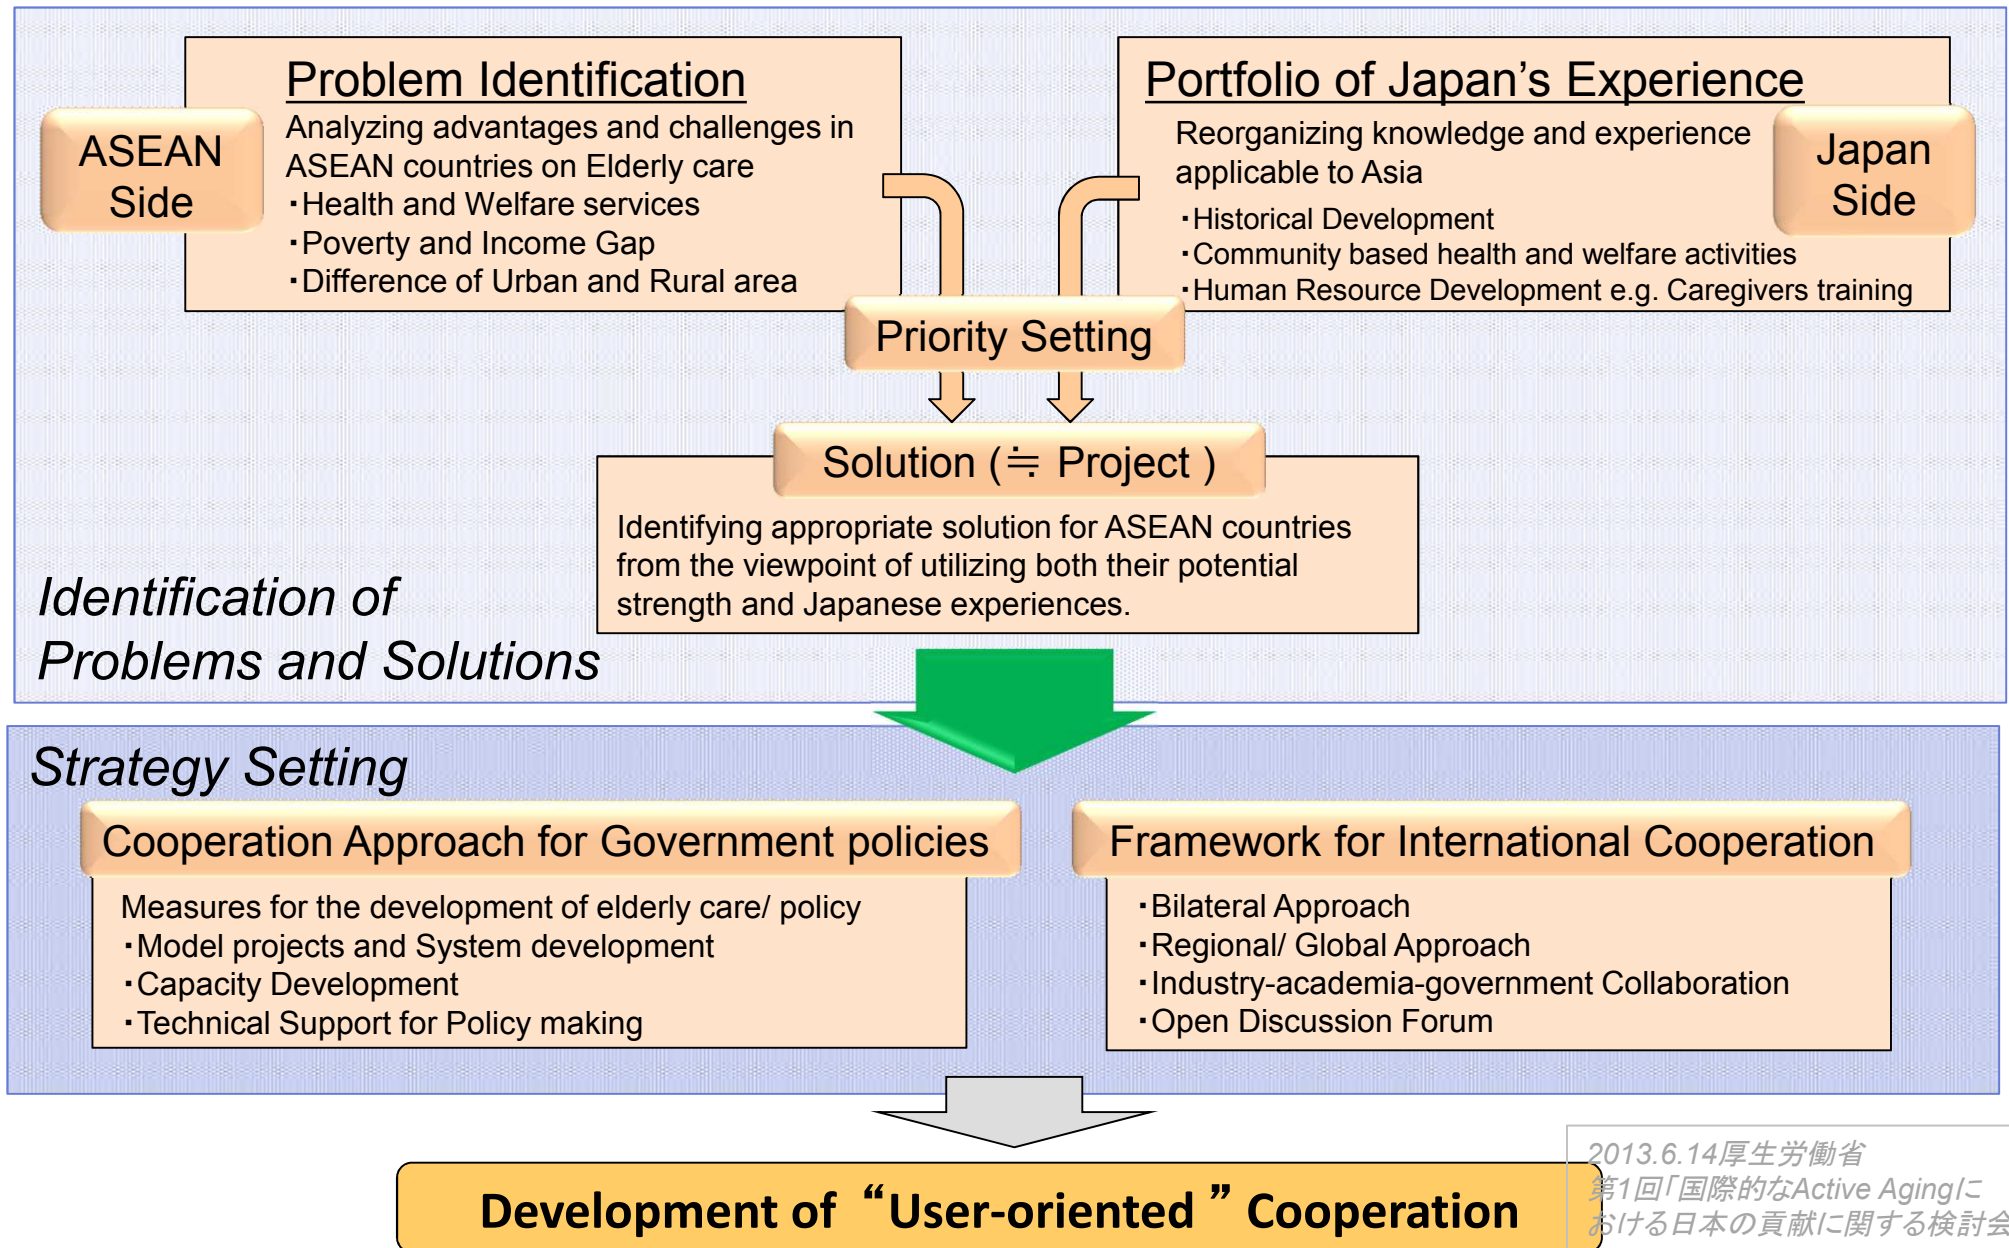 Problem Identification
ASEAN
Side
Analyzing advantages and challenges in
ASEAN countries on Elderly care
・Health and Welfare services
・Poverty and Income Gap
・Difference of Urban and Rural area
Portfolio of Japan’s Experience
Japan
Side
Reorganizing knowledge and experience
applicable to Asia
・Historical Development
・Community based health and welfare activities
・Human Resource Development e.g. Caregivers training
Priority Setting
Solution (≒ Project )
Identifying appropriate solution for ASEAN countries
from the viewpoint of utilizing both their potential
strength and Japanese experiences.
Identification of
Problems and Solutions
Strategy Setting
Cooperation Approach for Government policies
Measures for the development of elderly care/ policy
・Model projects and System development
・Capacity Development
・Technical Support for Policy making
Framework for International Cooperation
・Bilateral Approach
・Regional/ Global Approach
・Industry-academia-government Collaboration
・Open Discussion Forum
Development of “User-oriented ” Cooperation
2013.6.14厚生労働省
第1回「国際的なActive Agingに
おける日本の貢献に関する検討会